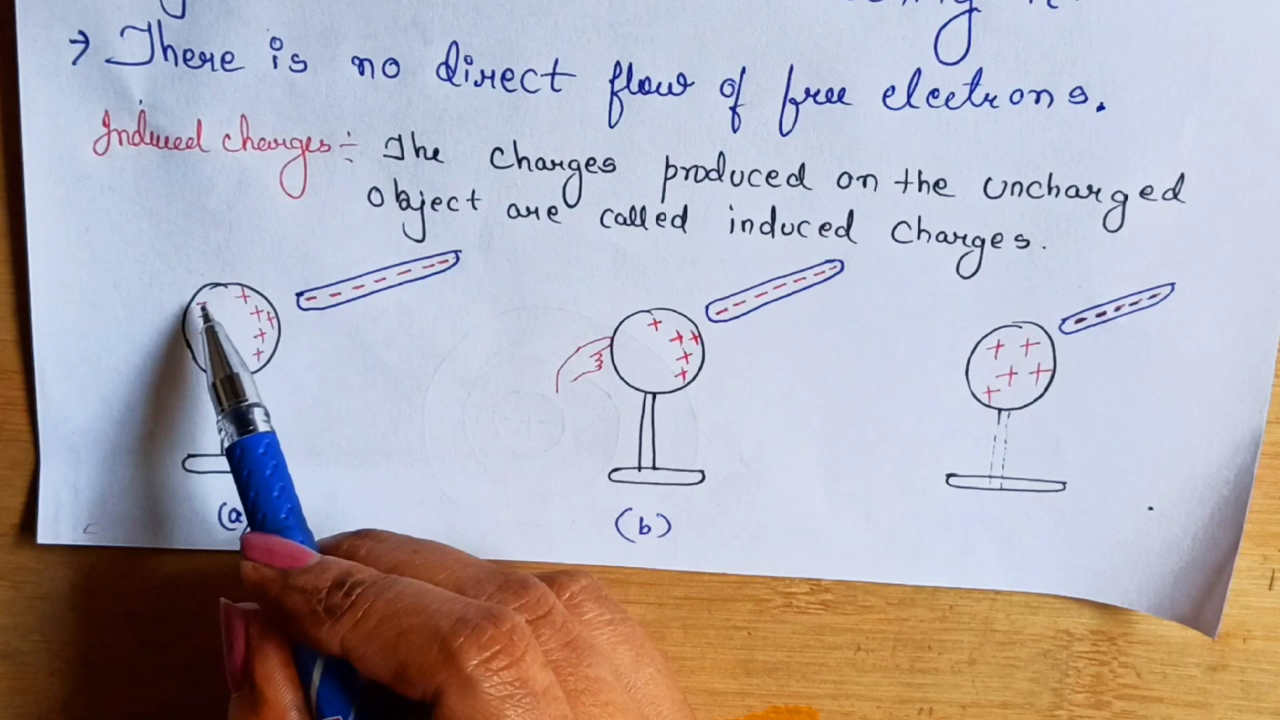 → There is no direct flow of free electrons.
Induced charges:- The charges produced on the uncharged
object are called induced charges.
(a)
(b)